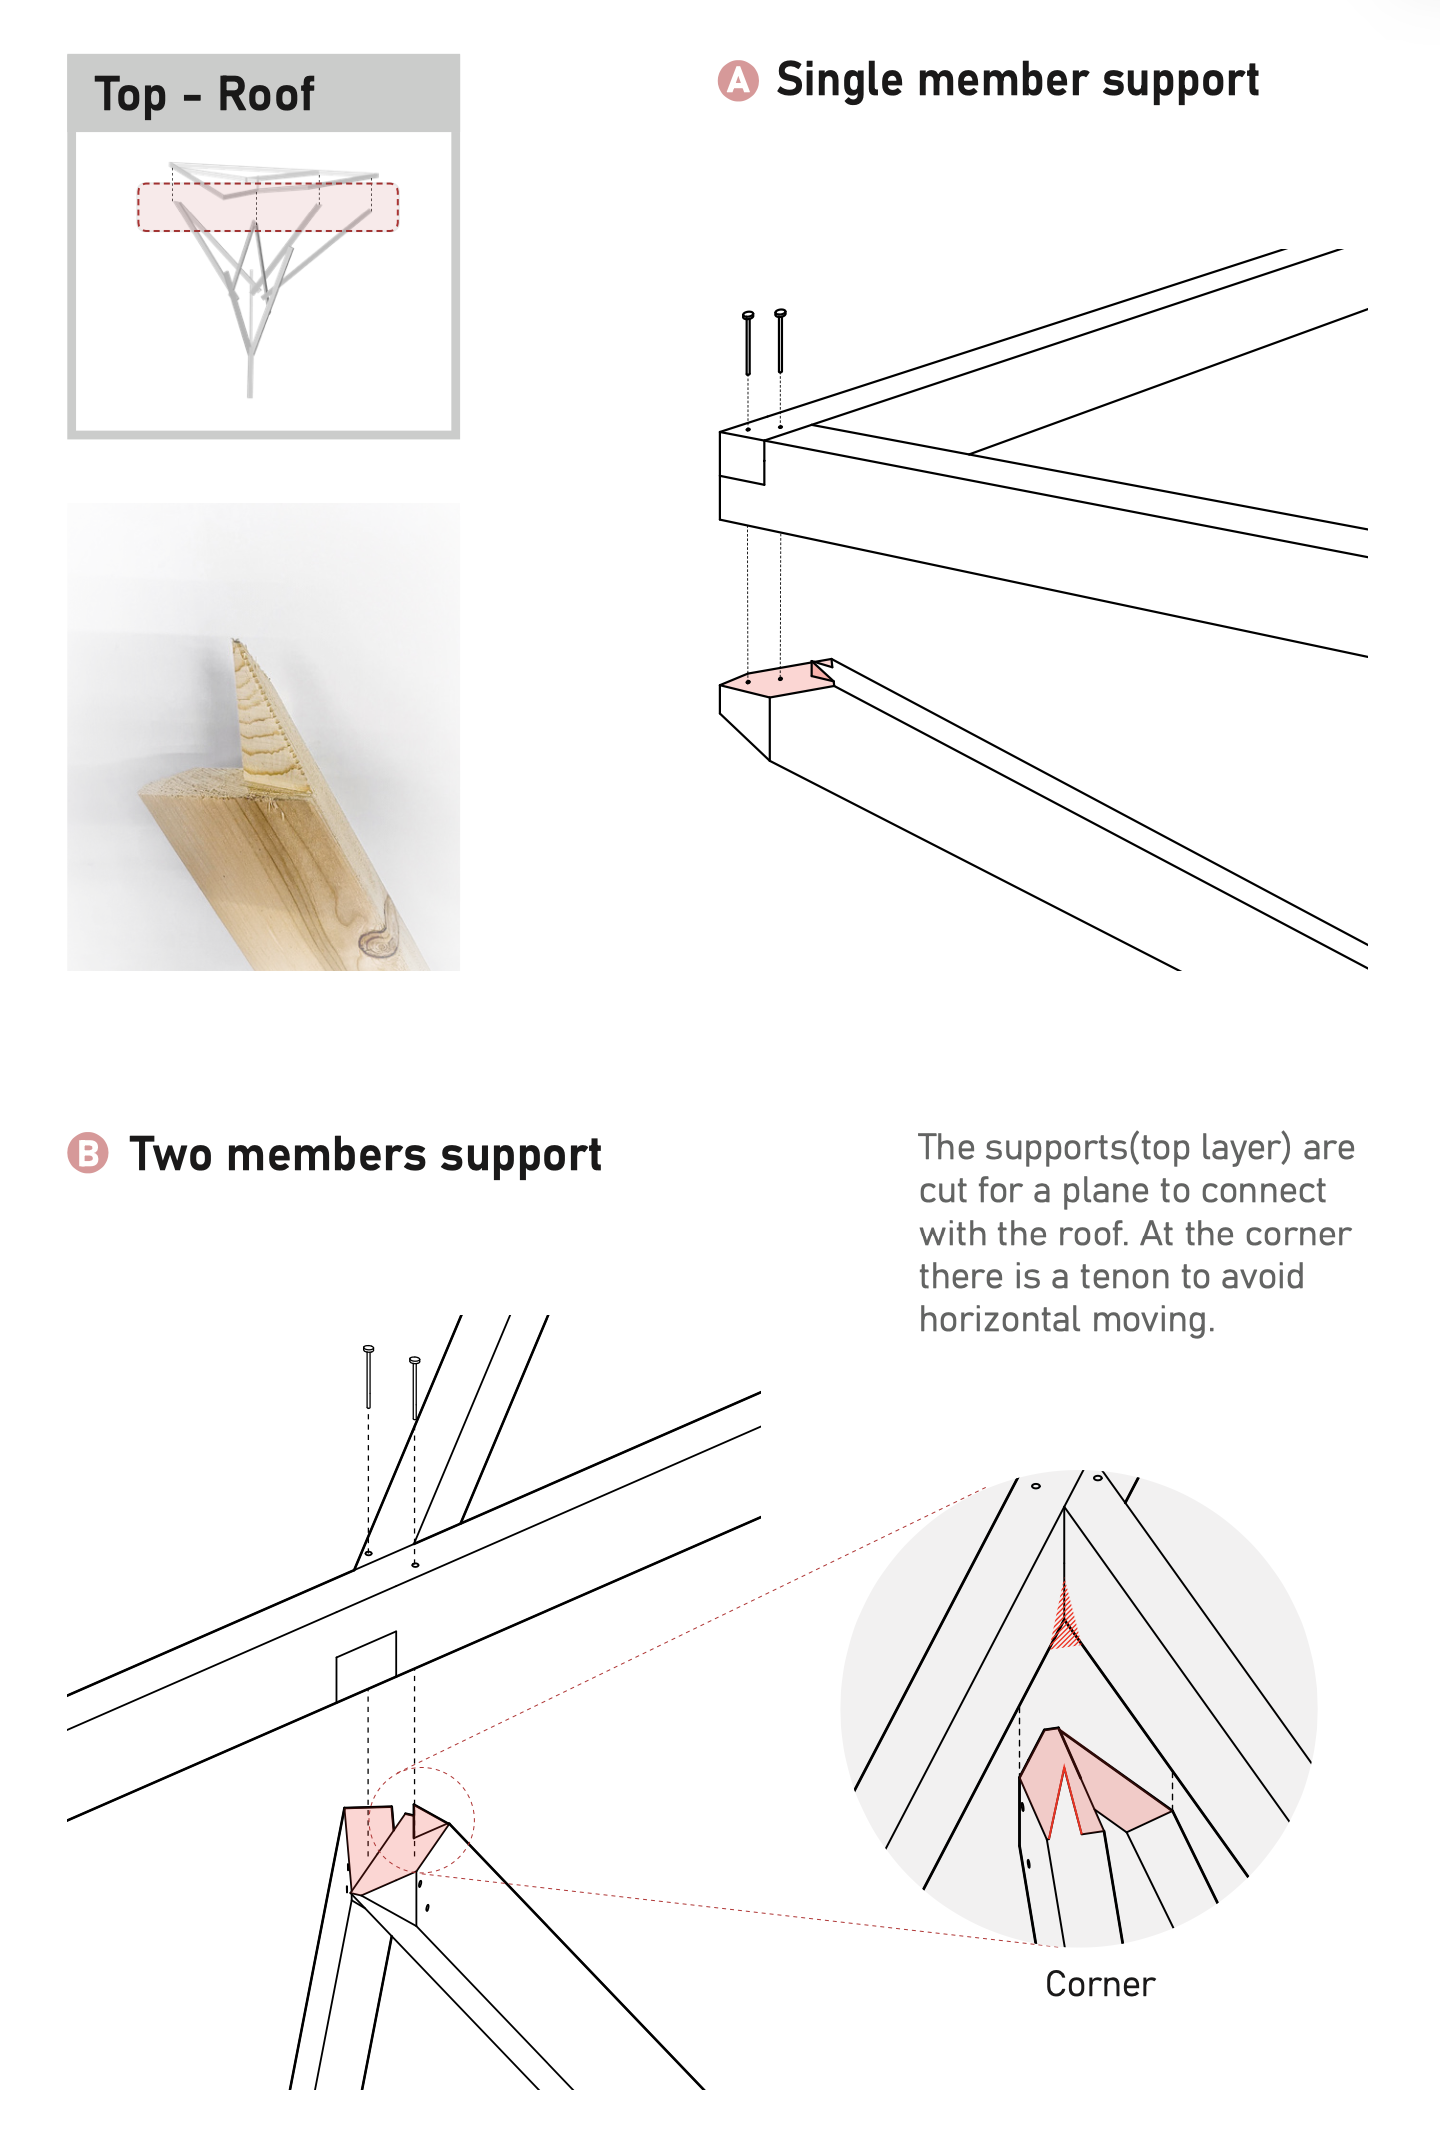 Top - Roof
A Single member support
B Two members support
The supports(top layer) are
cut for a plane to connect
with the roof. At the corner
there is a tenon to avoid
horizontal moving.
Corner